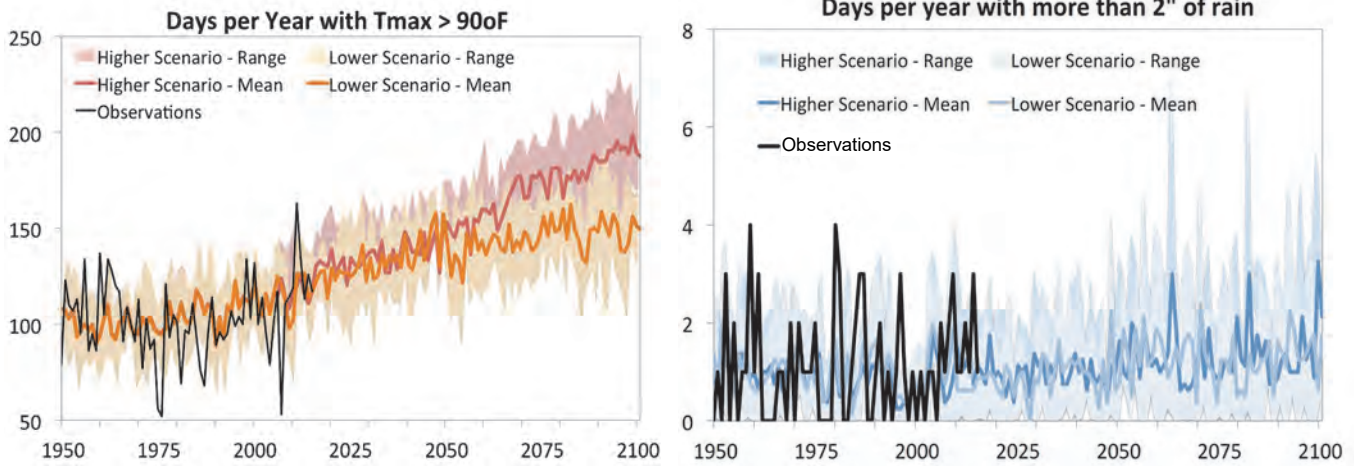 Days per Year with Tmax > 90oF
250
Higher Scenario - Range
Lower Scenario - Range
Higher Scenario - Mean
Lower Scenario - Mean
Observations
200
150
100
50
1950
1975
2000
2025
2050
2075
2100
Days per year with more than 2" of rain
8
Higher Scenario - Range
Lower Scenario - Range
Higher Scenario - Mean
Lower Scenario - Mean
Observations
6
4
2
0
1950
1975
2000
2025
2050
2075
2100